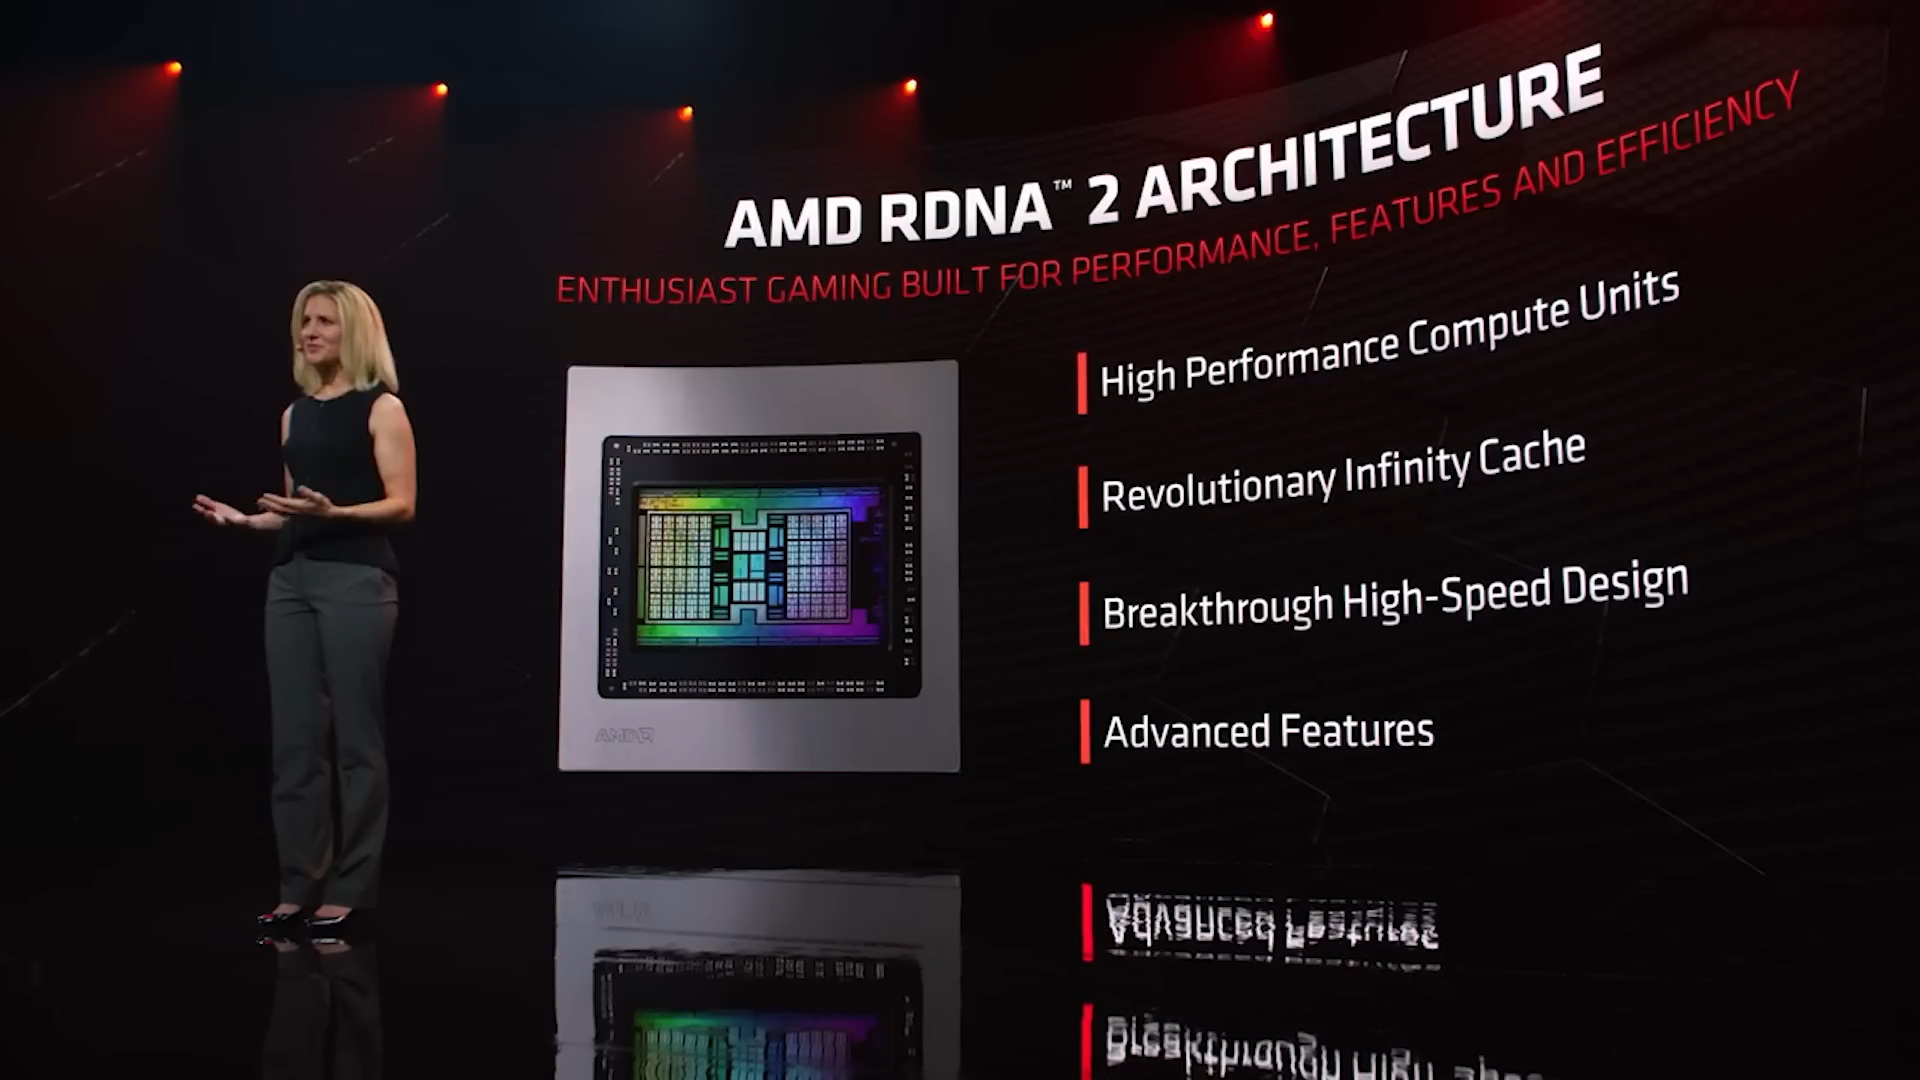 AMD RDNA™ 2 ARCHITECTURE
ENTHUSIAST GAMING BUILT FOR PERFORMANCE, FEATURES AND EFFICIENCY
High Performance Compute Units
Revolutionary Infinity Cache
Breakthrough High-Speed Design
Advanced Features
AMD